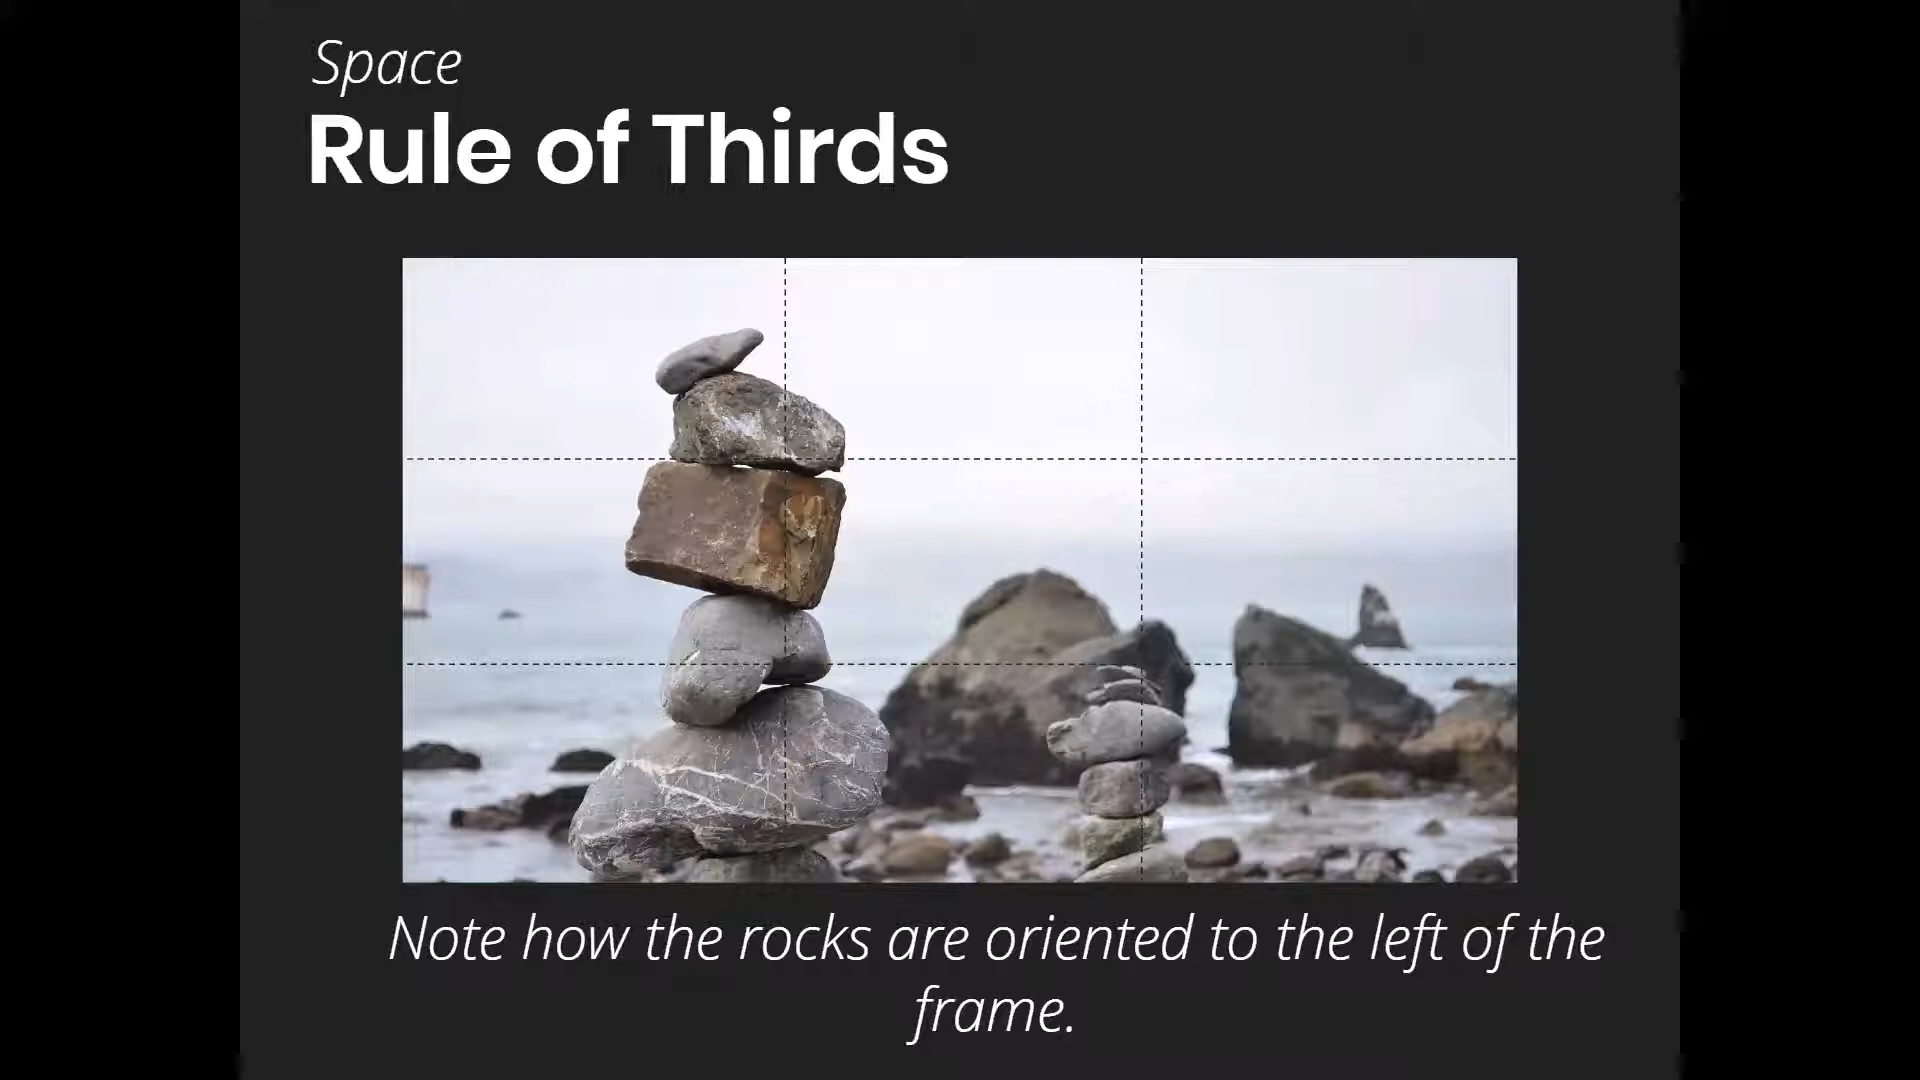 Space
Rule of Thirds
Note how the rocks are oriented to the left of the
frame.